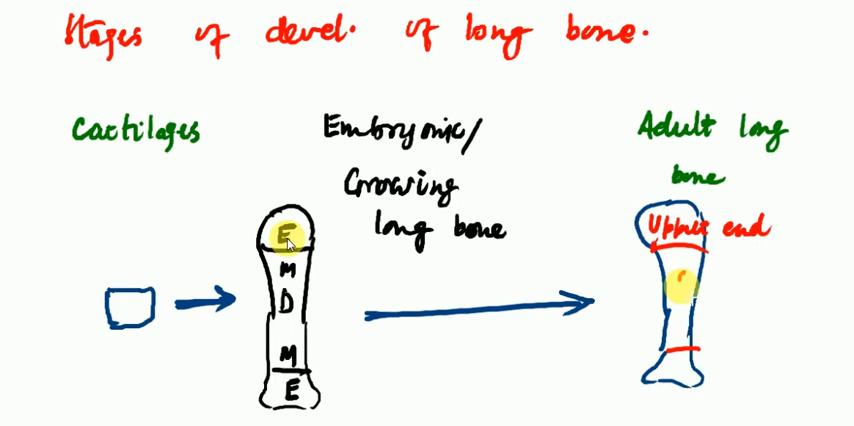 Stages of devel. of long bone.
Cartilages
Embryonic/
Growing
long bone
Adult long
bone
E
M
D
M
E
Upper end